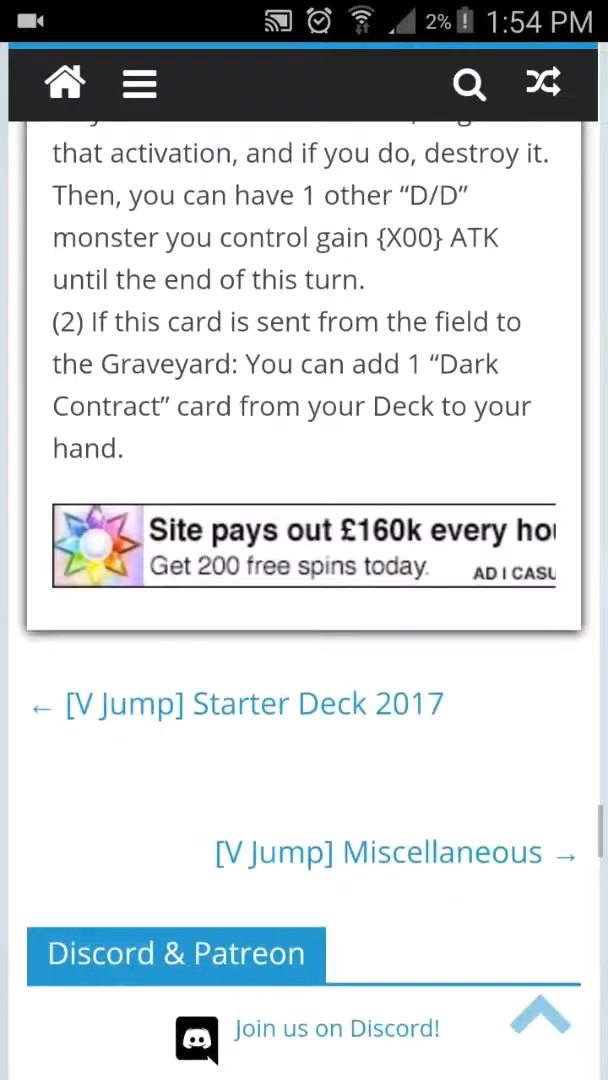 2% 1:54 PM
that activation, and if you do, destroy it.
Then, you can have 1 other “D/D”
monster you control gain {X00} ATK
until the end of this turn.
(2) If this card is sent from the field to
the Graveyard: You can add 1 “Dark
Contract” card from your Deck to your
hand.
Site pays out £160k every
Get 200 free spins today. AD I
← [V Jump] Starter Deck 2017
[V Jump] Miscellaneous →
Discord & Patreon
Join us on Discord!